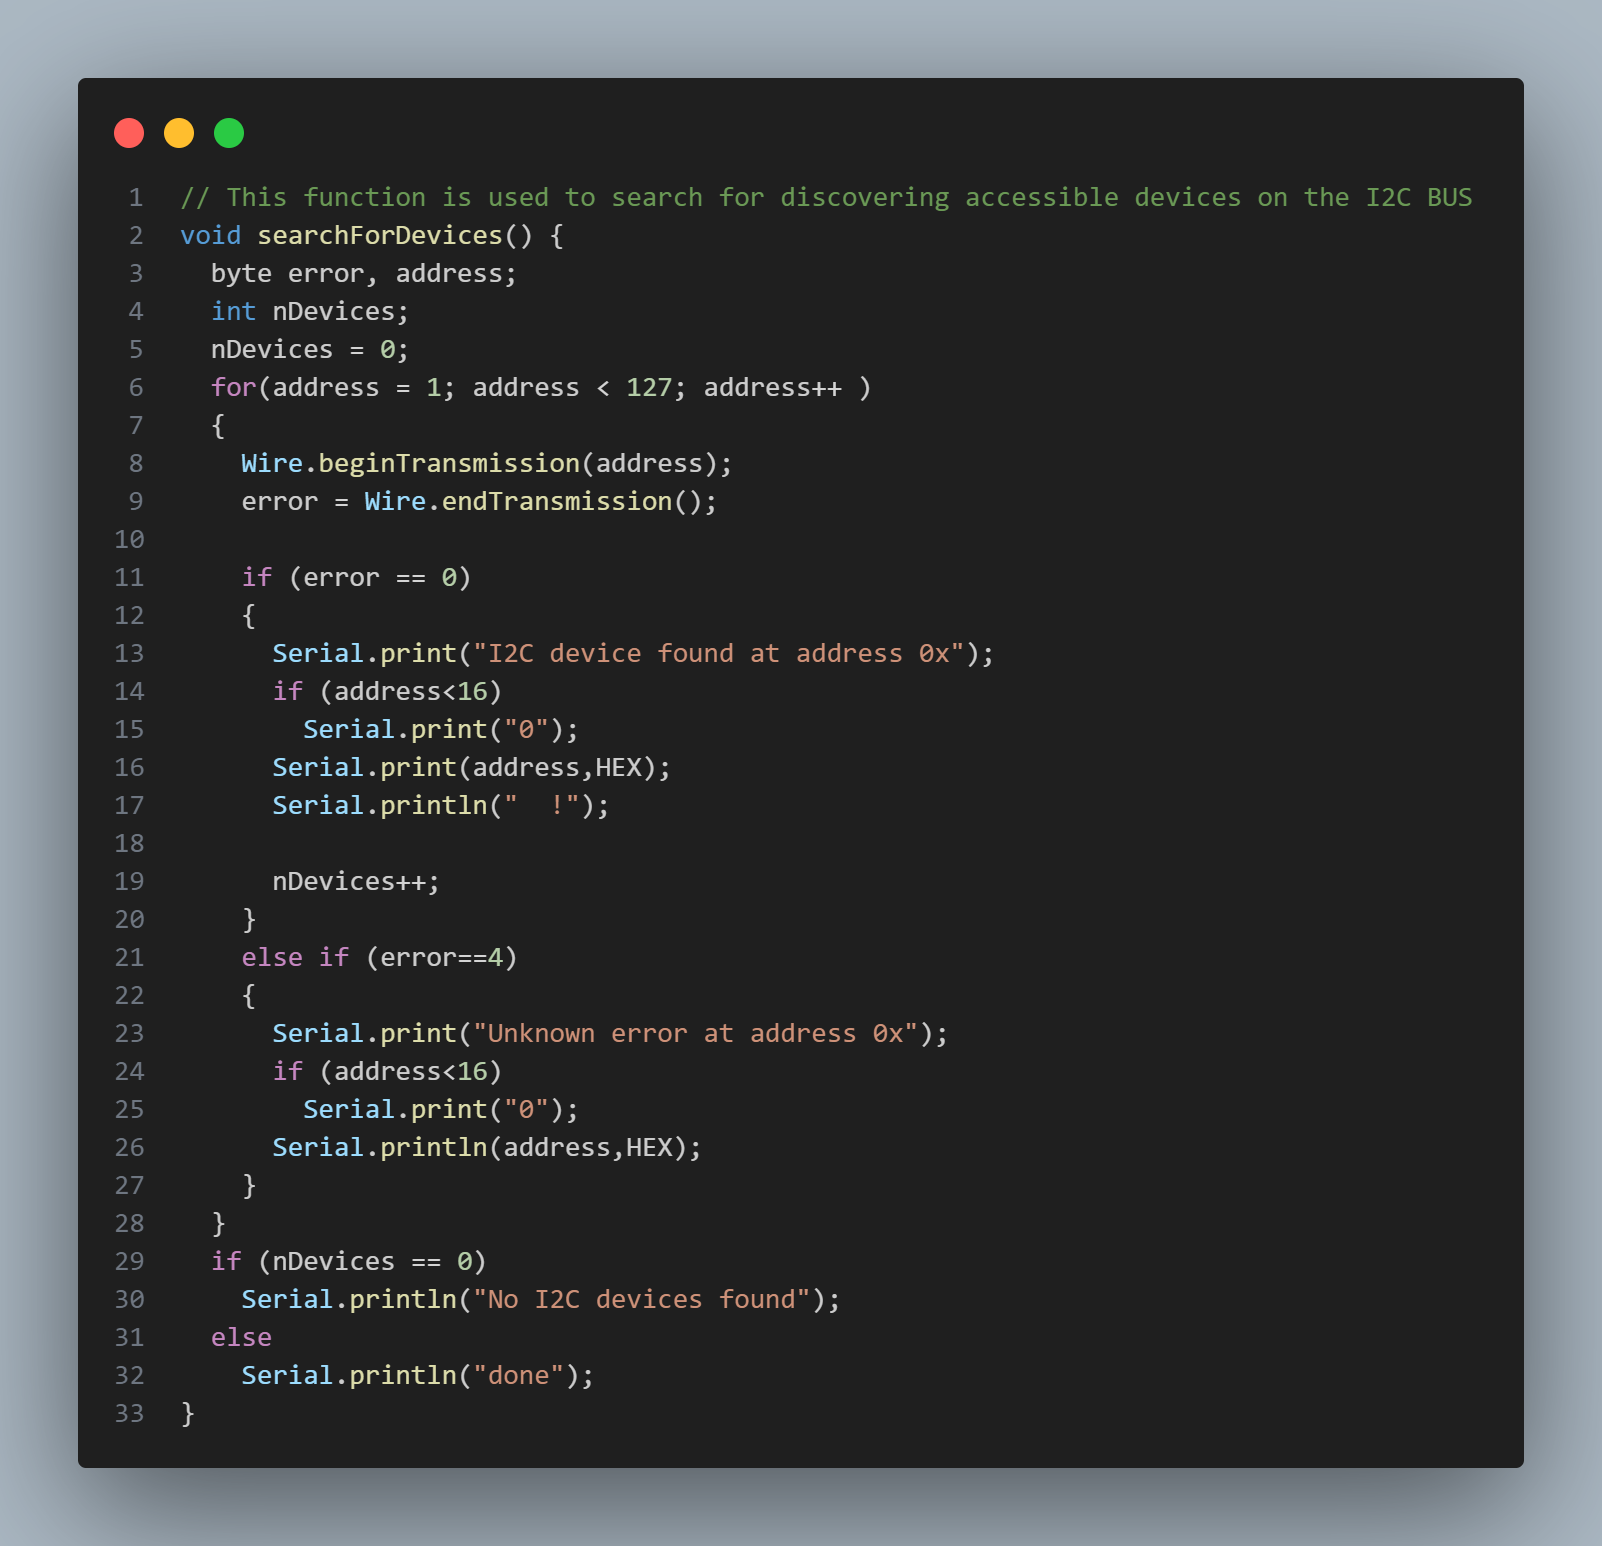 1 // This function is used to search for discovering accessible devices on the I2C BUS
2 void searchForDevices() {
3   byte error, address;
4   int nDevices;
5   nDevices = 0;
6   for(address = 1; address < 127; address++ )
7   {
8     Wire.beginTransmission(address);
9     error = Wire.endTransmission();
10
11     if (error == 0)
12     {
13       Serial.print("I2C device found at address 0x");
14       if (address<16)
15         Serial.print("0");
16       Serial.print(address,HEX);
17       Serial.println("  !");
18
19       nDevices++;
20     }
21     else if (error==4)
22     {
23       Serial.print("Unknown error at address 0x");
24       if (address<16)
25         Serial.print("0");
26       Serial.println(address,HEX);
27     }
28   }
29   if (nDevices == 0)
30     Serial.println("No I2C devices found");
31   else
32     Serial.println("done");
33 }